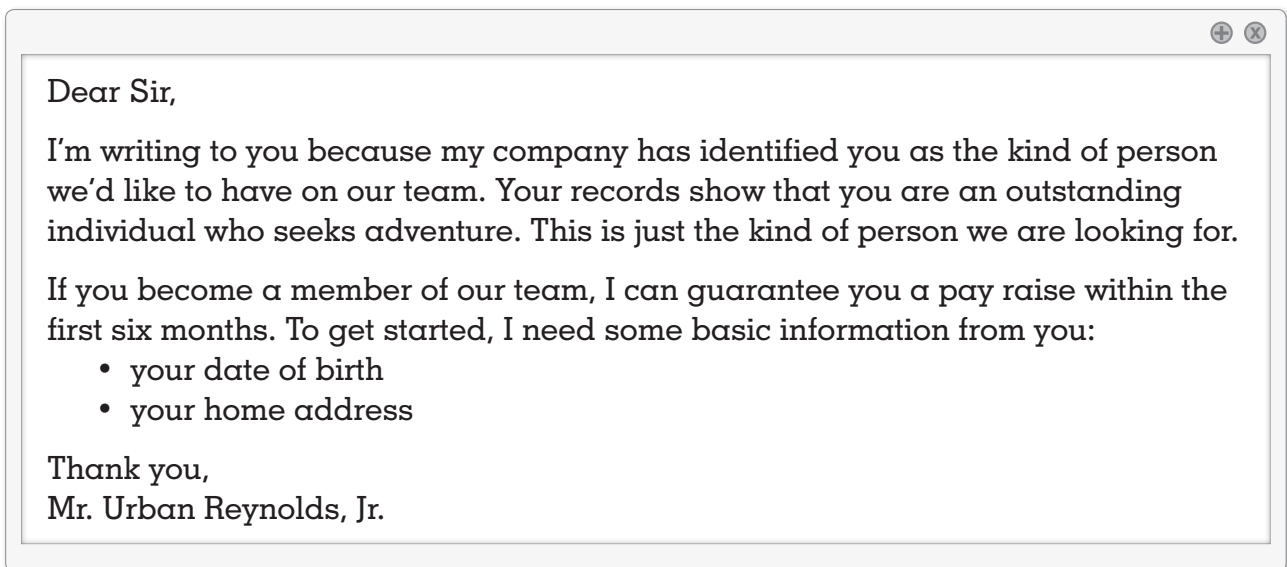 Dear Sir,
I’m writing to you because my company has identified you as the kind of person
we’d like to have on our team. Your records show that you are an outstanding
individual who seeks adventure. This is just the kind of person we are looking for.
If you become a member of our team, I can guarantee you a pay raise within the
first six months. To get started, I need some basic information from you:
• your date of birth
• your home address
Thank you,
Mr. Urban Reynolds, Jr.